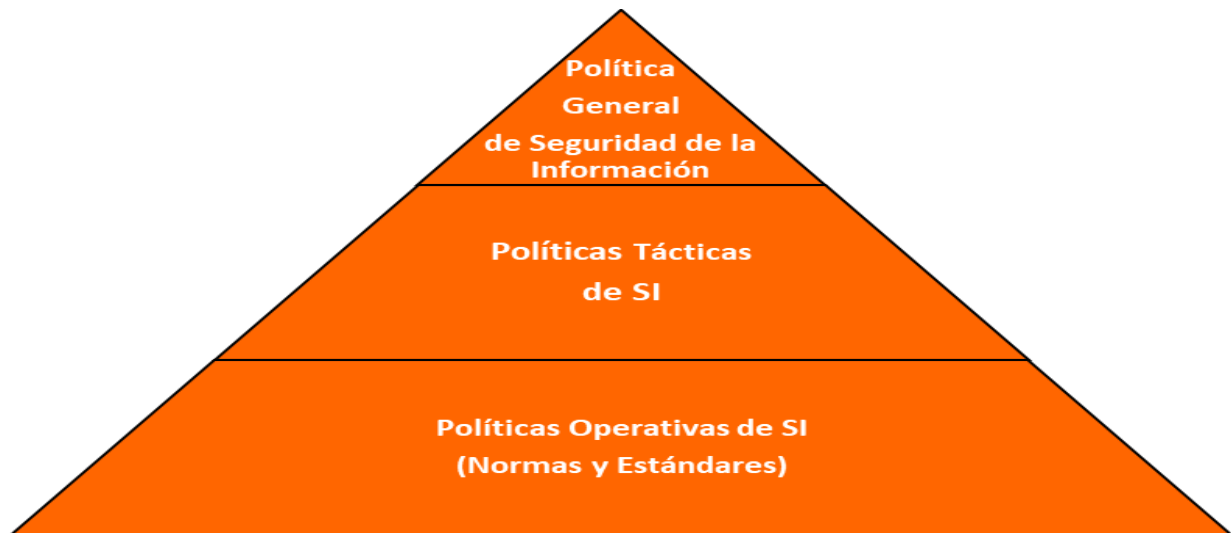 Política
General
de Seguridad de la
Información
Políticas Tácticas
de SI
Políticas Operativas de SI
(Normas y Estándares)